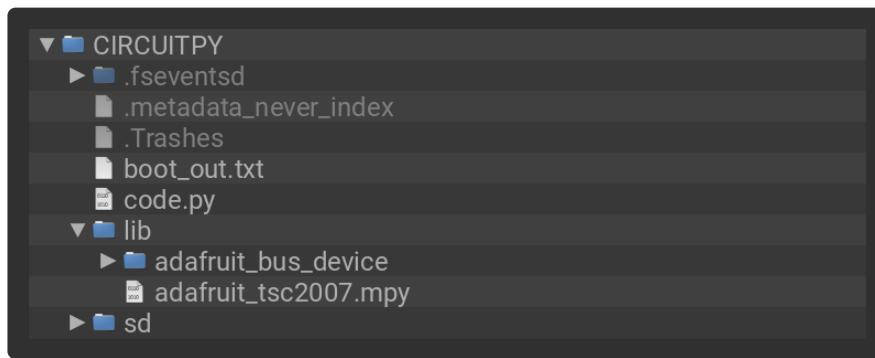 CIRCUITPY
.fseventsd
.metadata_never_index
.Trashes
boot_out.txt
code.py
lib
adafruit_bus_device
adafruit_tsc2007.mpy
sd